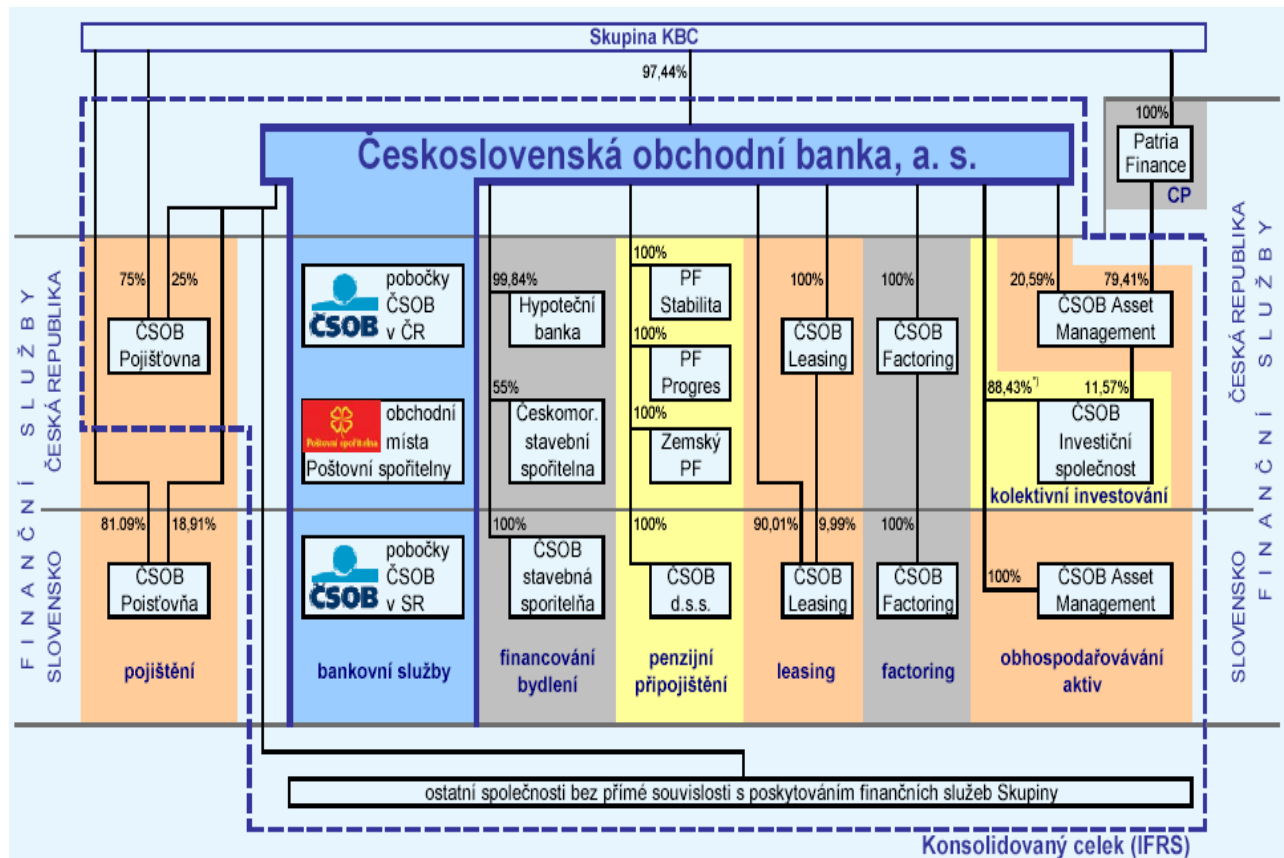 Skupina KBC
97,44%
100%
Patria
Finance
CP
Československá obchodní banka, a. s.
FINANČNÍ SLUŽBY
ČESKÁ REPUBLIKA
SLOVENSKO
75%
25%
ČSOB
Pojišťovna
81.09%
18,91%
ČSOB
Poisťovňa
pojištění
ČSOB
pobočky
ČSOB
v ČR
Poštovní spořitelna
obchodní
místa
Poštovní spořitelny
ČSOB
pobočky
ČSOB
v SR
bankovní služby
99,84%
Hypoteční
banka
55%
Českomor.
stavební
spořitelna
100%
ČSOB
stavebná
sporitelňa
financování
bydlení
100%
PF
Stabilita
100%
PF
Progres
100%
Zemský
PF
100%
ČSOB
d.s.s.
penzijní
připojištění
100%
ČSOB
Leasing
90,01%
9,99%
ČSOB
Leasing
leasing
100%
ČSOB
Factoring
100%
ČSOB
Factoring
factoring
20,59%
79,41%
ČSOB Asset
Management
88,43%*)
11,57%
ČSOB
Investiční
společnost
kolektivní investování
100%
ČSOB Asset
Management
obhospodařovávání
aktiv
ČESKÁ REPUBLIKA
SLOVENSKO
FINANČNÍ SLUŽBY
ostatní společnosti bez přímé souvislosti s poskytováním finančních služeb Skupiny
Konsolidovaný celek (IFRS)